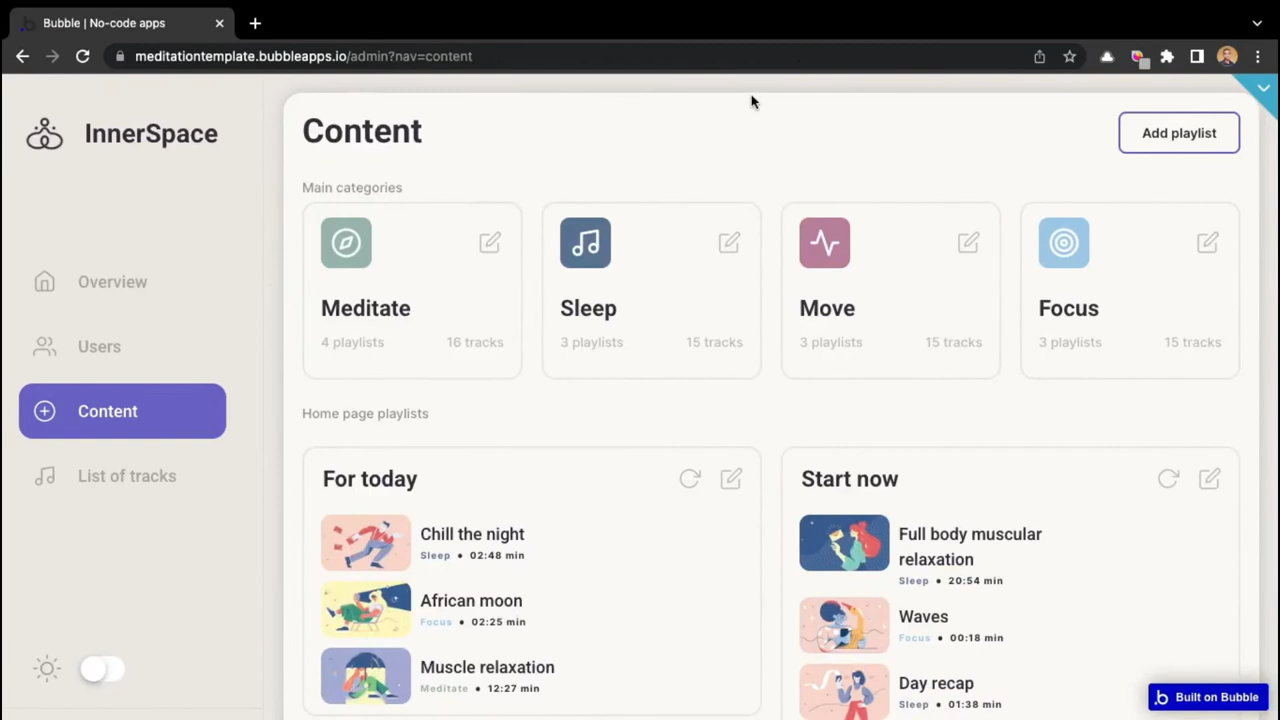 Bubble | No-code apps
meditationtemplate.bubbleapps.io/admin?nav=content
InnerSpace
Overview
Users
Content
List of tracks
Content
Add playlist
Main categories
Meditate
4 playlists 16 tracks
Sleep
3 playlists 15 tracks
Move
3 playlists 15 tracks
Focus
3 playlists 15 tracks
Home page playlists
For today
Chill the night
Sleep • 02:48 min
African moon
Focus • 02:25 min
Muscle relaxation
Meditate • 12:27 min
Start now
Full body muscular
relaxation
Sleep • 20:54 min
Waves
Focus • 00:18 min
Day recap
Sleep • 01:38 min
Built on Bubble